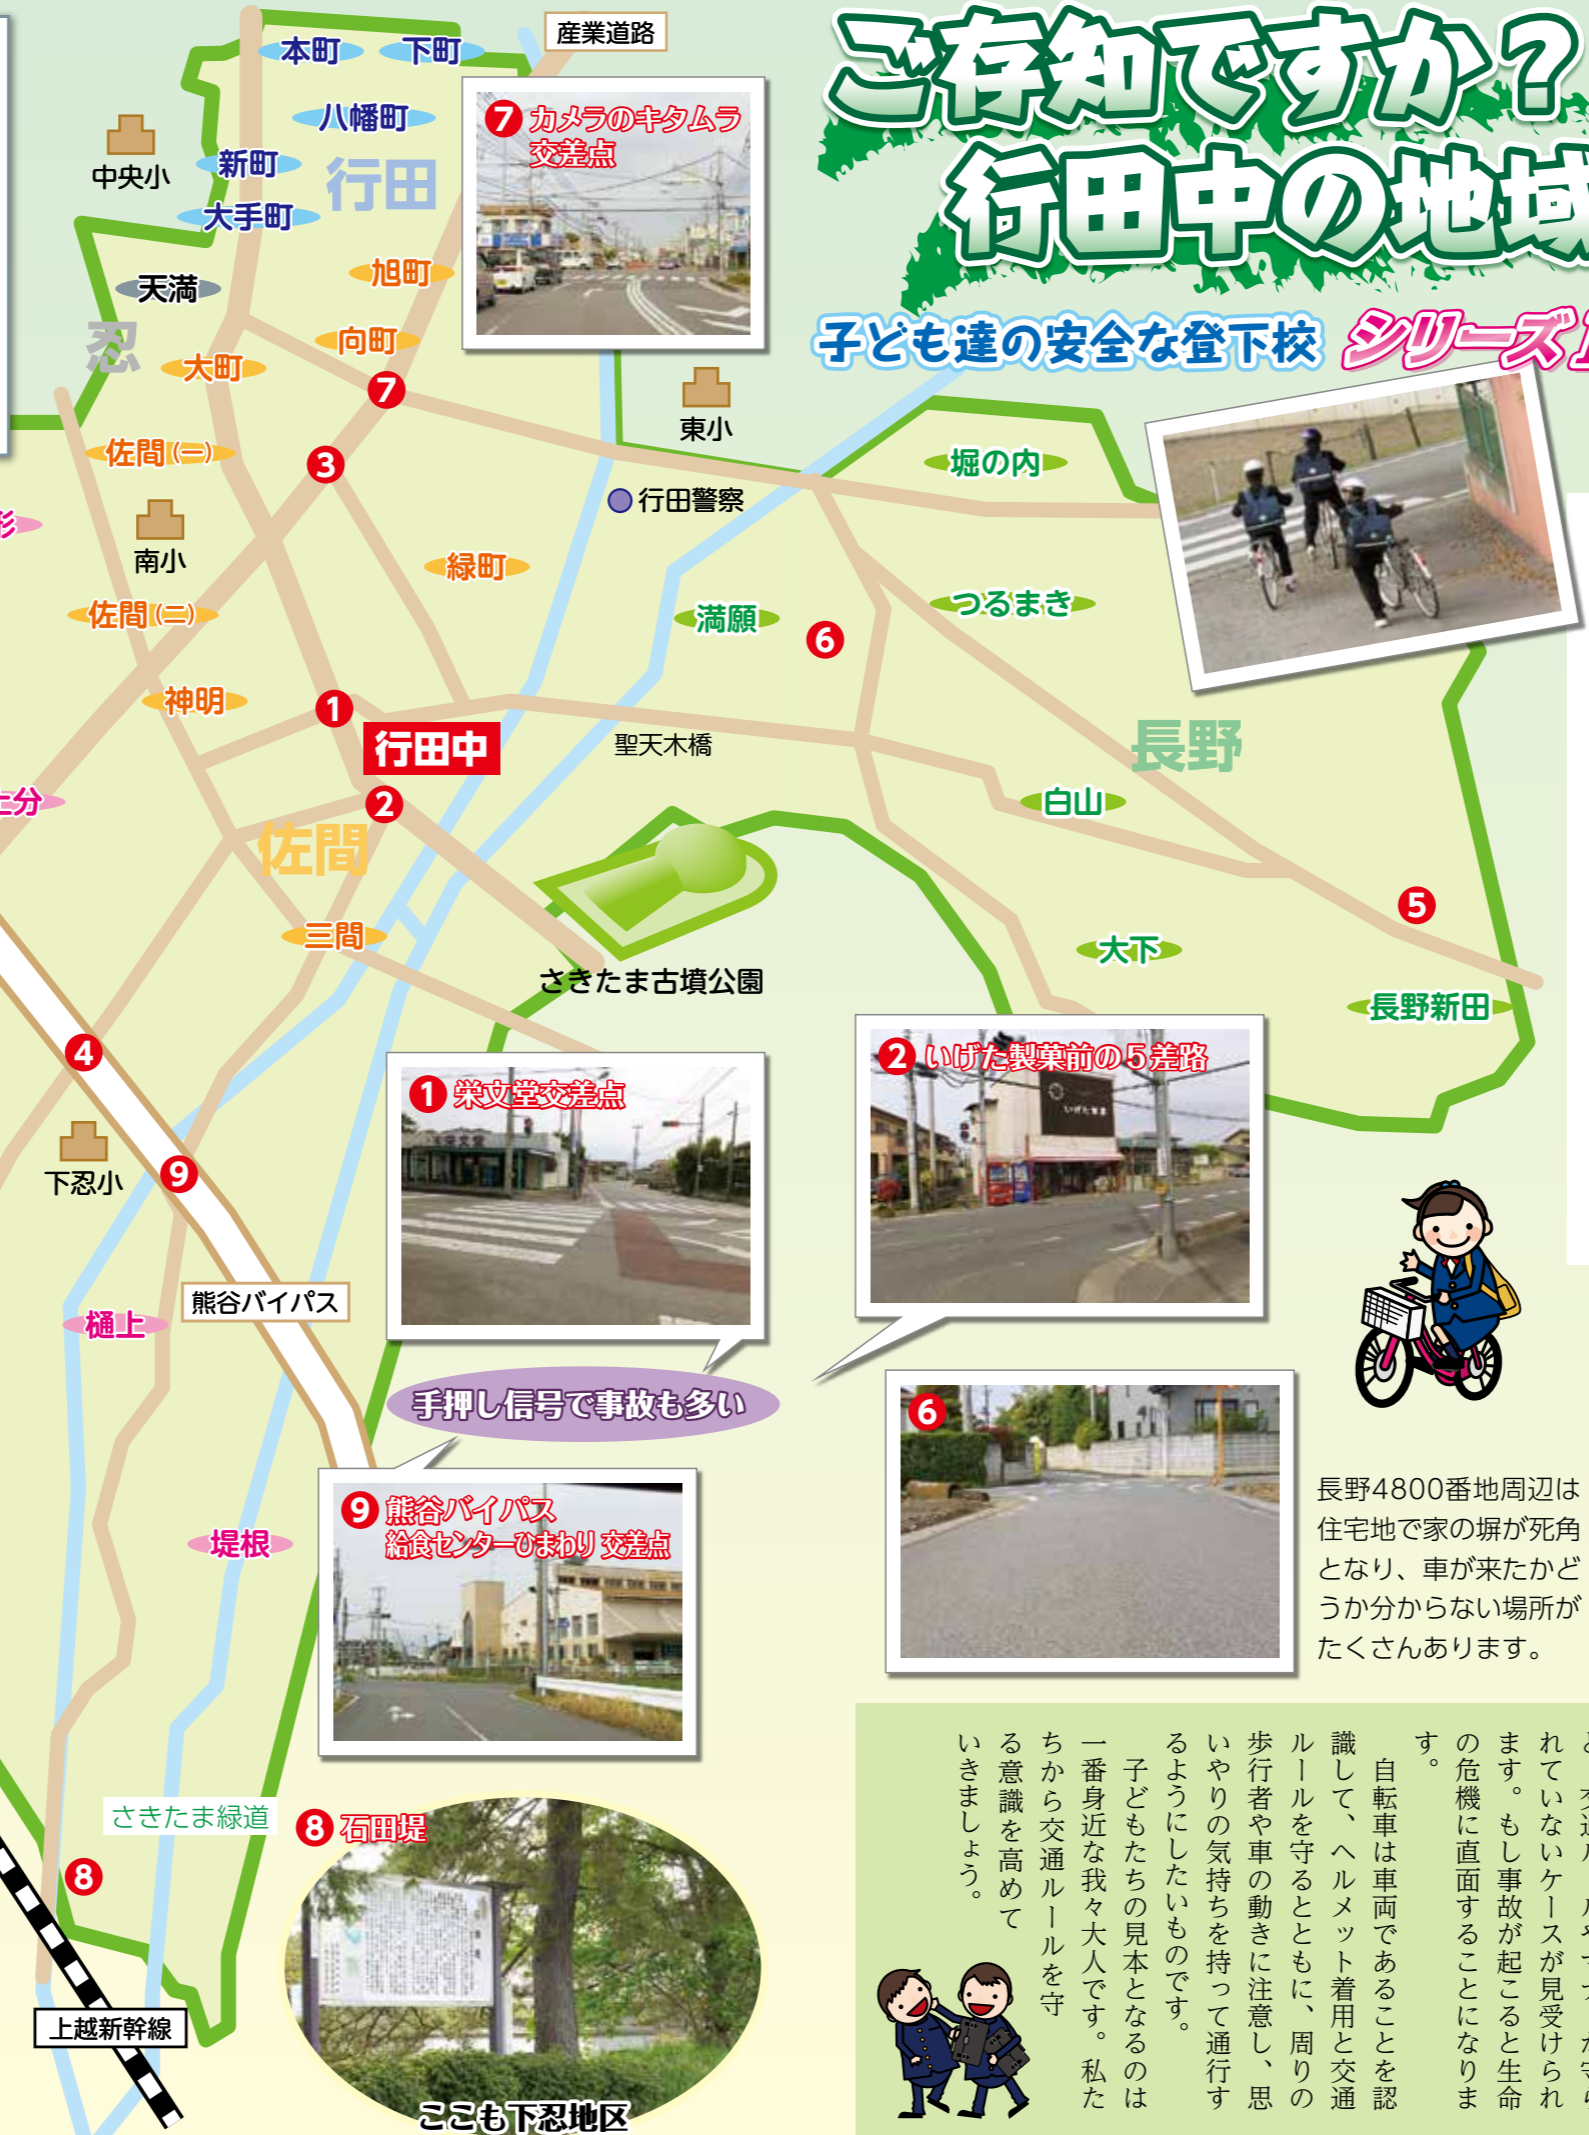 ご存知ですか?
行田中の地域
子ども達の安全な登下校 シリーズ
産業道路
本町
下町
八幡町
新町
大手町
行田
中央小
天満
忍
旭町
向町
大町
7 カメラのキタムラ
交差点
7
3
東小
行田警察
佐間(一)
南小
佐間(二)
緑町
堀の内
つるまき
満願
6
神明
1
行田中
2
聖天木橋
長野
白山
佐間
三間
さきたま古墳公園
5
大下
長野新田
形
上分
4
9
下忍小
熊谷バイパス
樋上
1 栄文堂交差点
栄文堂
2 いげた製菓前の5差路
いげた製菓
手押し信号で事故も多い
9 熊谷バイパス
給食センターひまわり 交差点
6
長野4800番地周辺は
住宅地で家の塀が死角
となり、車が来たかど
うか分からない場所が
たくさんあります。
堤根
さきたま緑道
8
上越新幹線
8 石田堤
ここも下忍地区
れていないケースが見受けられ
ます。もし事故が起こると生命
の危機に直面することになりま
す。
自転車は車両であることを認
識して、ヘルメット着用と交通
ルールを守るとともに、周りの
歩行者や車の動きに注意し、思
いやりの気持ちを持って通行す
るようにしたいものです。
子どもたちの見本となるのは
一番身近な我々大人です。私た
ちから交通ルールを守
る意識を高めて
いきましょう。